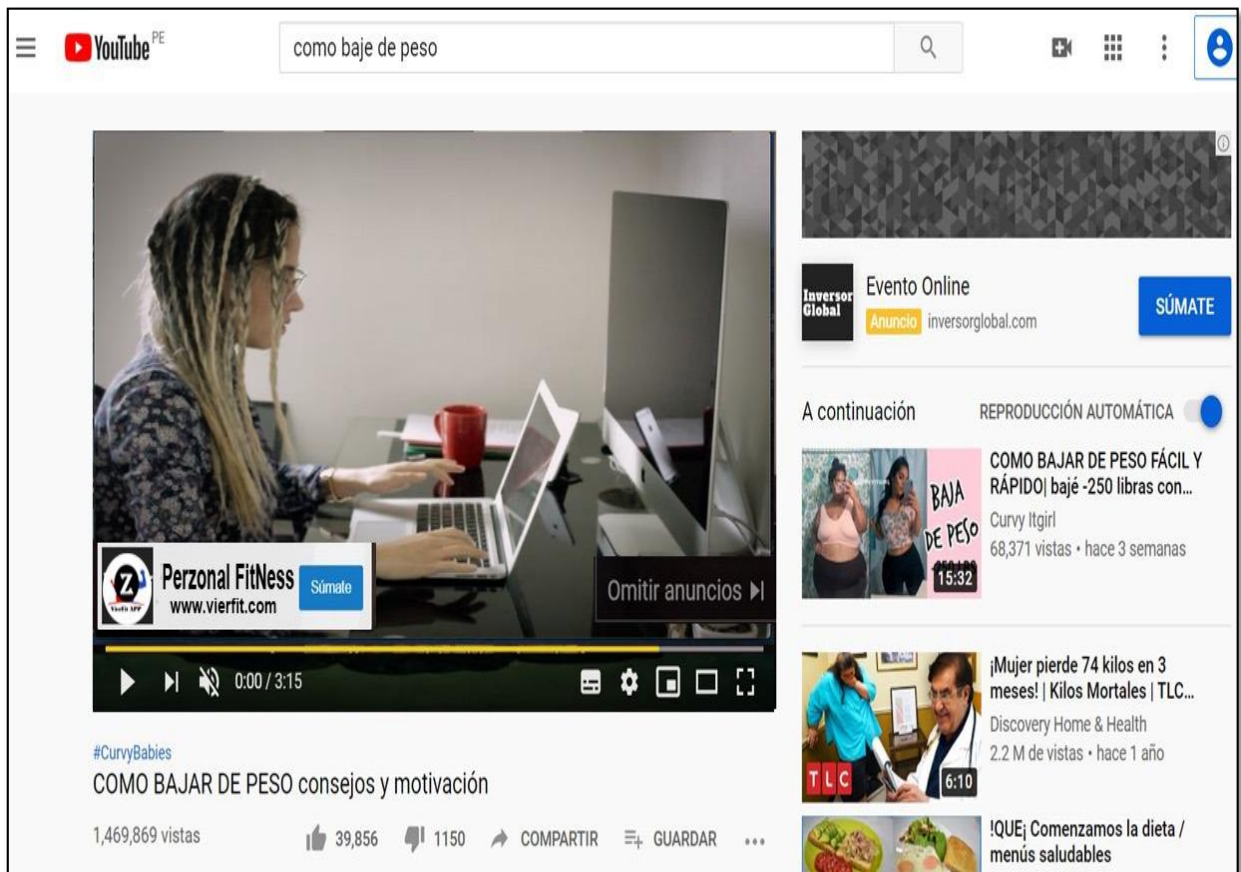 YouTube PE
como baje de peso
Z
VierFit APP
Perzonal FitNess
www.vierfit.com
Súmate
Omitir anuncios
0:00 / 3:15
#CurvyBabies
COMO BAJAR DE PESO consejos y motivación
1,469,869 vistas
39,856
1150
COMPARTIR
GUARDAR
Inversor
Global
Evento Online
Anuncio inversorglobal.com
SÚMATE
A continuación
REPRODUCCIÓN AUTOMÁTICA
BAJA
DE PESO
15:32
COMO BAJAR DE PESO FÁCIL Y
RÁPIDO| bajé -250 libras con...
Curvy Itgirl
68,371 vistas • hace 3 semanas
TLC
6:10
¡Mujer pierde 74 kilos en 3
meses! | Kilos Mortales | TLC...
Discovery Home & Health
2.2 M de vistas • hace 1 año
!QUE¡ Comenzamos la dieta /
menús saludables